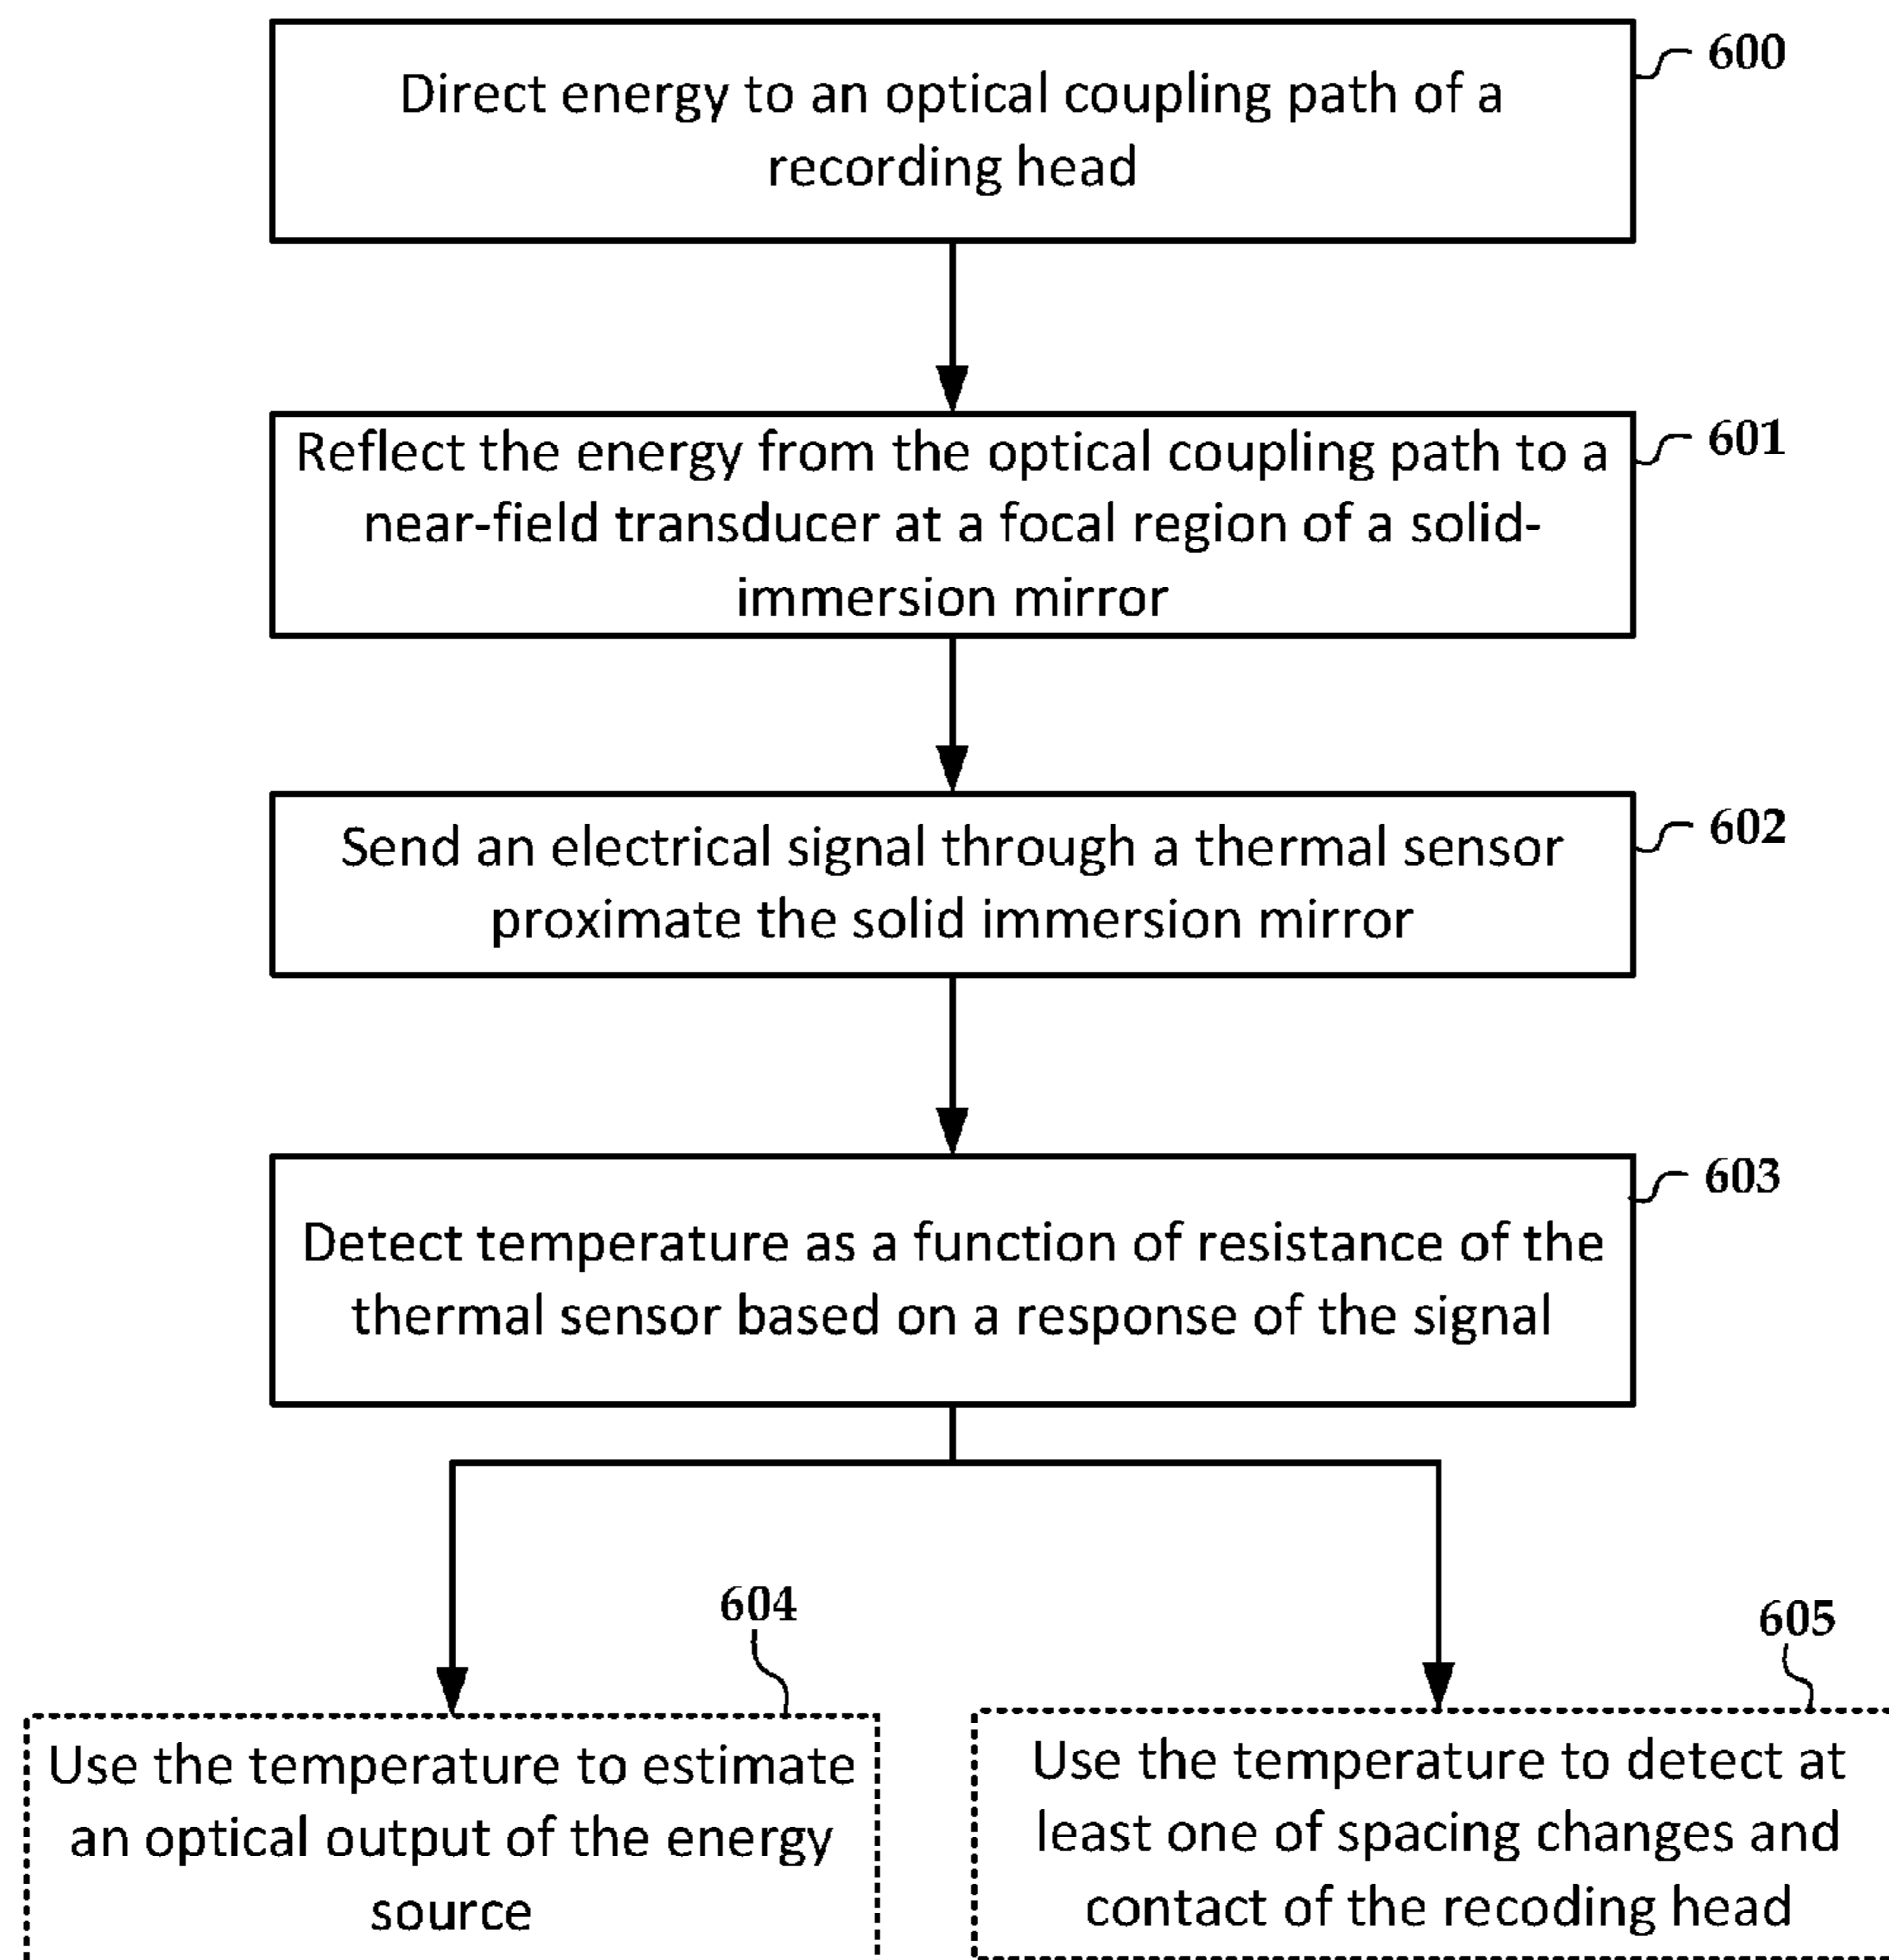 600
Direct energy to an optical coupling path of a
recording head
601
Reflect the energy from the optical coupling path to a
near-field transducer at a focal region of a solid-
immersion mirror
602
Send an electrical signal through a thermal sensor
proximate the solid immersion mirror
603
Detect temperature as a function of resistance of the
thermal sensor based on a response of the signal
604
Use the temperature to estimate
an optical output of the energy
source
605
Use the temperature to detect at
least one of spacing changes and
contact of the recoding head